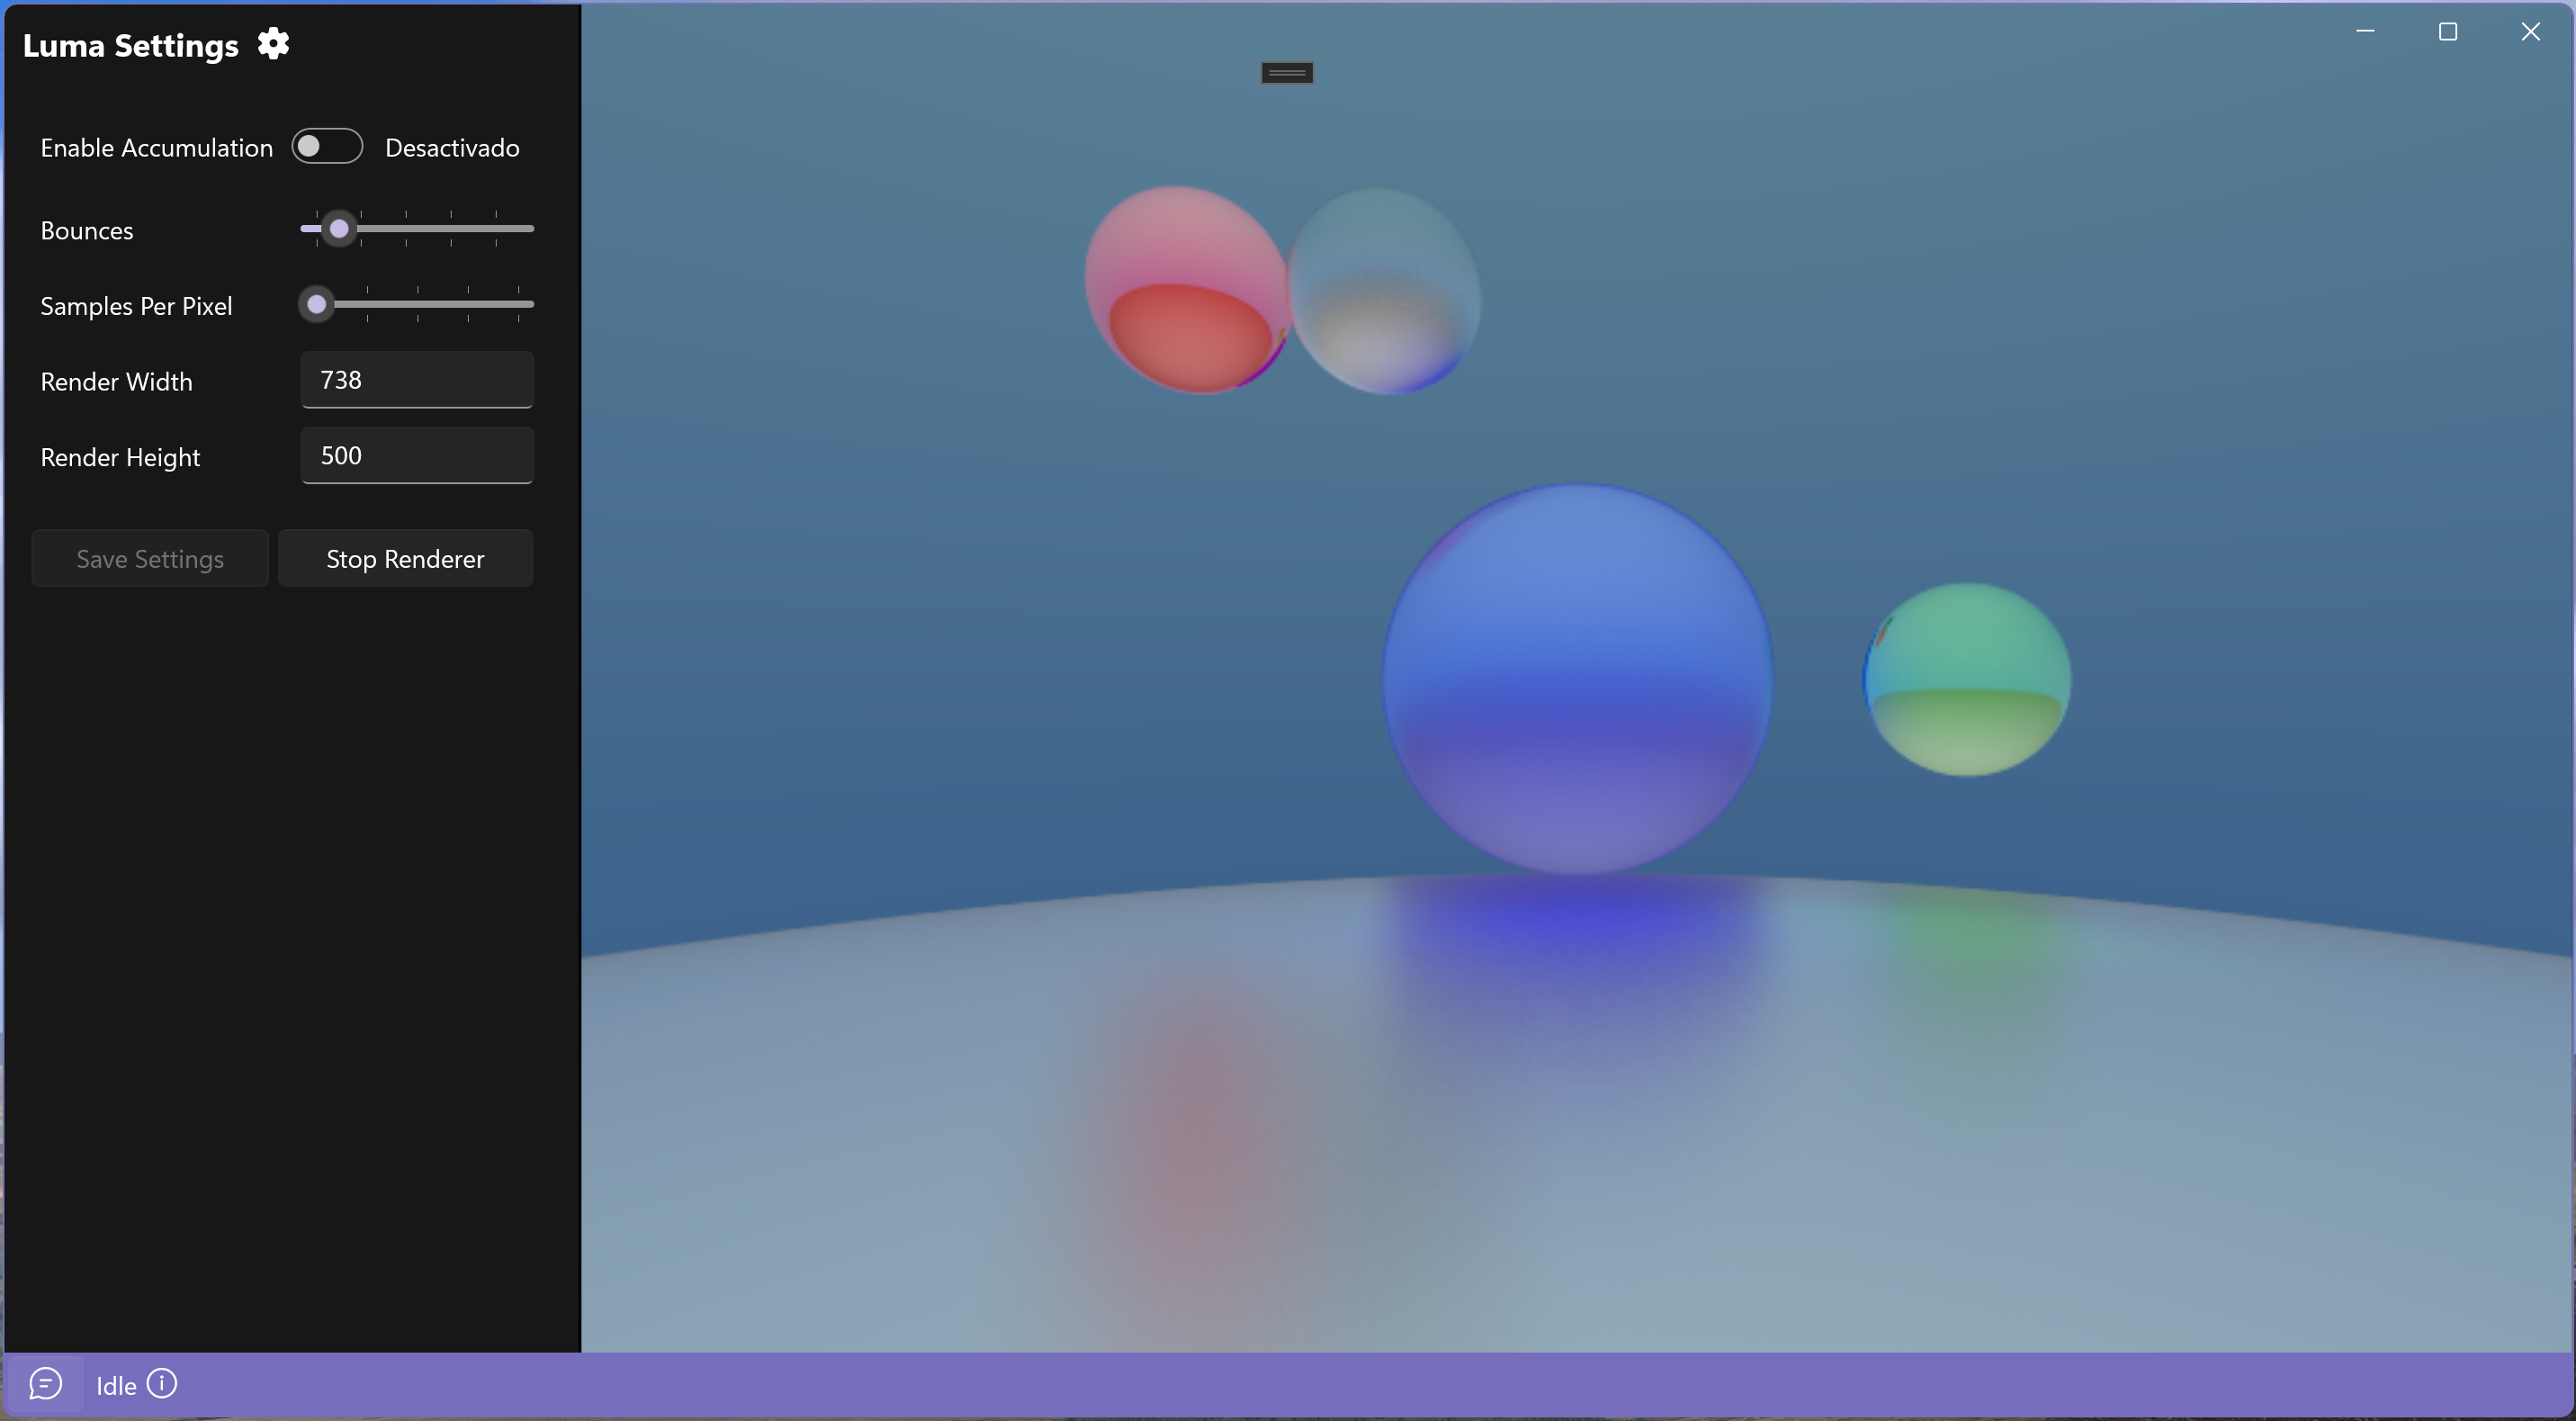 Luma Settings
Enable Accumulation Desactivado
Bounces
Samples Per Pixel
Render Width 738
Render Height 500
Save Settings Stop Renderer
Idle